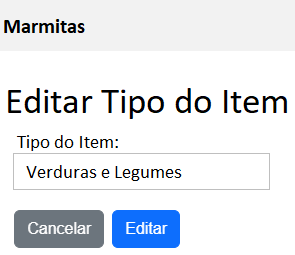 Marmitas
Editar Tipo do Item
Tipo do Item:
Verduras e Legumes
Cancelar Editar